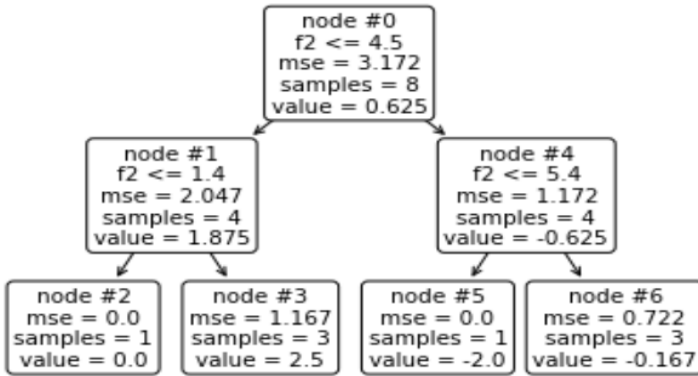 node #0
f2 <= 4.5
mse = 3.172
samples = 8
value = 0.625
node #1
f2 <= 1.4
mse = 2.047
samples = 4
value = 1.875
node #4
f2 <= 5.4
mse = 1.172
samples = 4
value = -0.625
node #2
mse = 0.0
samples = 1
value = 0.0
node #3
mse = 1.167
samples = 3
value = 2.5
node #5
mse = 0.0
samples = 1
value = -2.0
node #6
mse = 0.722
samples = 3
value = -0.167